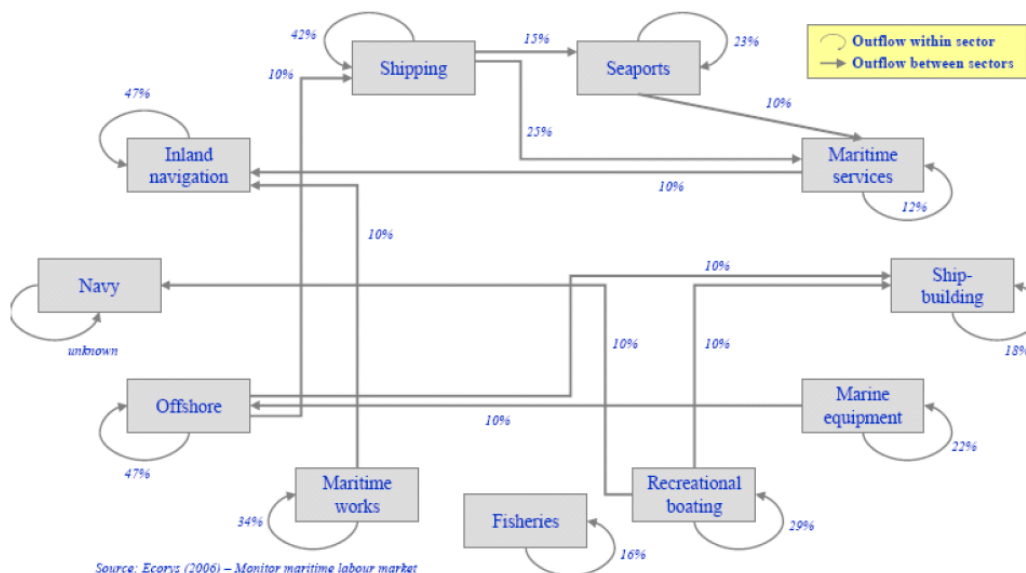 42%
15%
23%
Outflow within sector
Outflow between sectors
Shipping
Seaports
10%
10%
47%
25%
Inland
navigation
Maritime
services
10%
12%
10%
Navy
10%
Ship-
building
unknown
10%
10%
18%
Offshore
Marine
equipment
10%
47%
22%
Maritime
works
Recreational
boating
34%
Fisheries
29%
16%
Source: Ecorys (2006) – Monitor maritime labour market